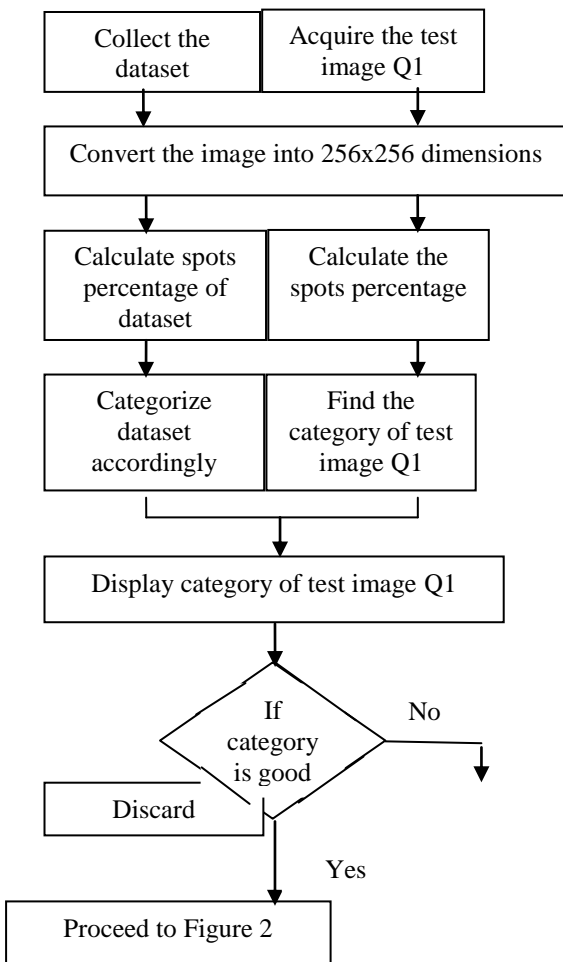 Collect the
dataset
Acquire the test
image Q1
Convert the image into 256x256 dimensions
Calculate spots
percentage of
dataset
Calculate the
spots percentage
Categorize
dataset
accordingly
Find the
category of test
image Q1
Display category of test image Q1
If
category
is good
No
Discard
Yes
Proceed to Figure 2